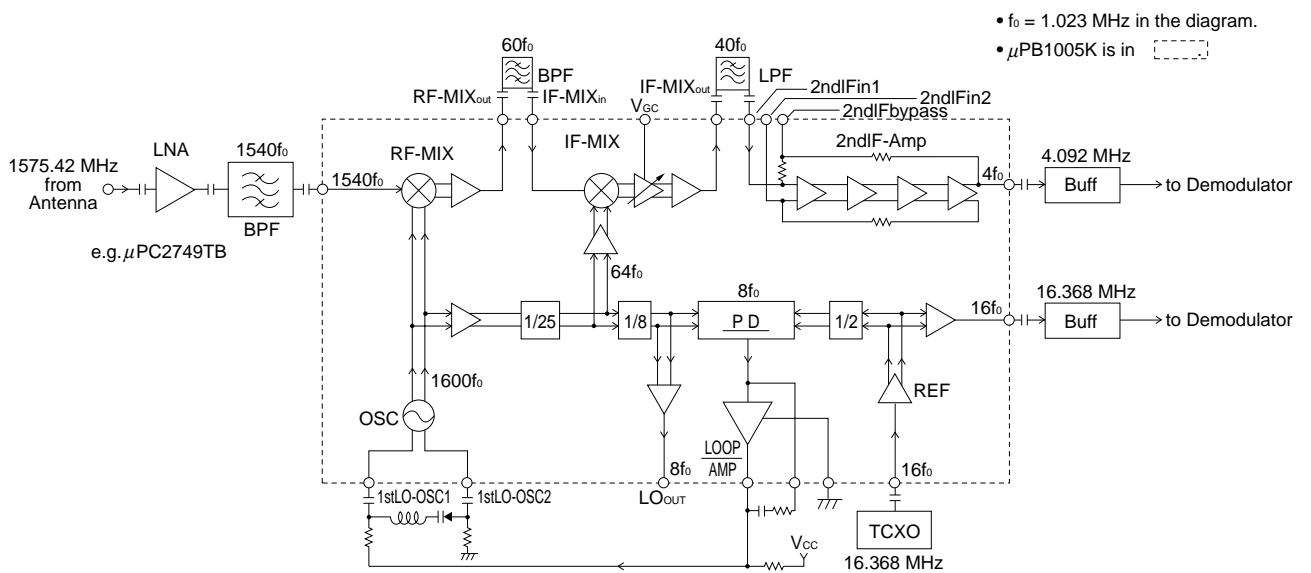 • f₀ = 1.023 MHz in the diagram.
• µPB1005K is in .
60f₀
BPF
RF-MIXout
IF-MIXin
40f₀
LPF
IF-MIXout
VGC
2ndIFin1
2ndIFin2
2ndIFbypass
2ndIF-Amp
1575.42 MHz
from
Antenna
LNA
1540f₀
BPF
e.g. µPC2749TB
1540f₀
RF-MIX
IF-MIX
4f₀
4.092 MHz
Buff
to Demodulator
64f₀
1/25
1/8
8f₀
PD
1/2
16f₀
16.368 MHz
Buff
to Demodulator
1600f₀
OSC
REF
LOOP
AMP
8f₀
LOOUT
16f₀
1stLO-OSC1
1stLO-OSC2
VCC
TCXO
16.368 MHz